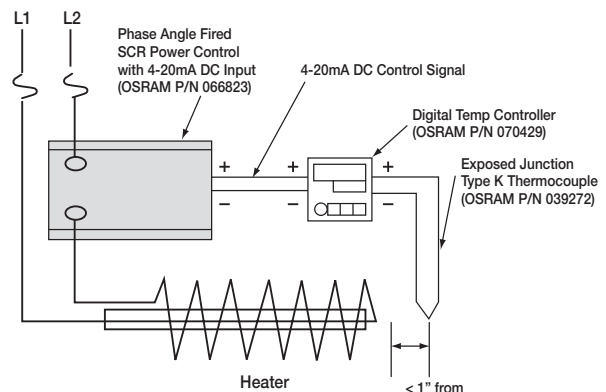 L1 L2
Phase Angle Fired
SCR Power Control
with 4-20mA DC Input
(OSRAM P/N 066823)
4-20mA DC Control Signal
Digital Temp Controller
(OSRAM P/N 070429)
Exposed Junction
Type K Thermocouple
(OSRAM P/N 039272)
+ + +
– – –
Heater
< 1" from